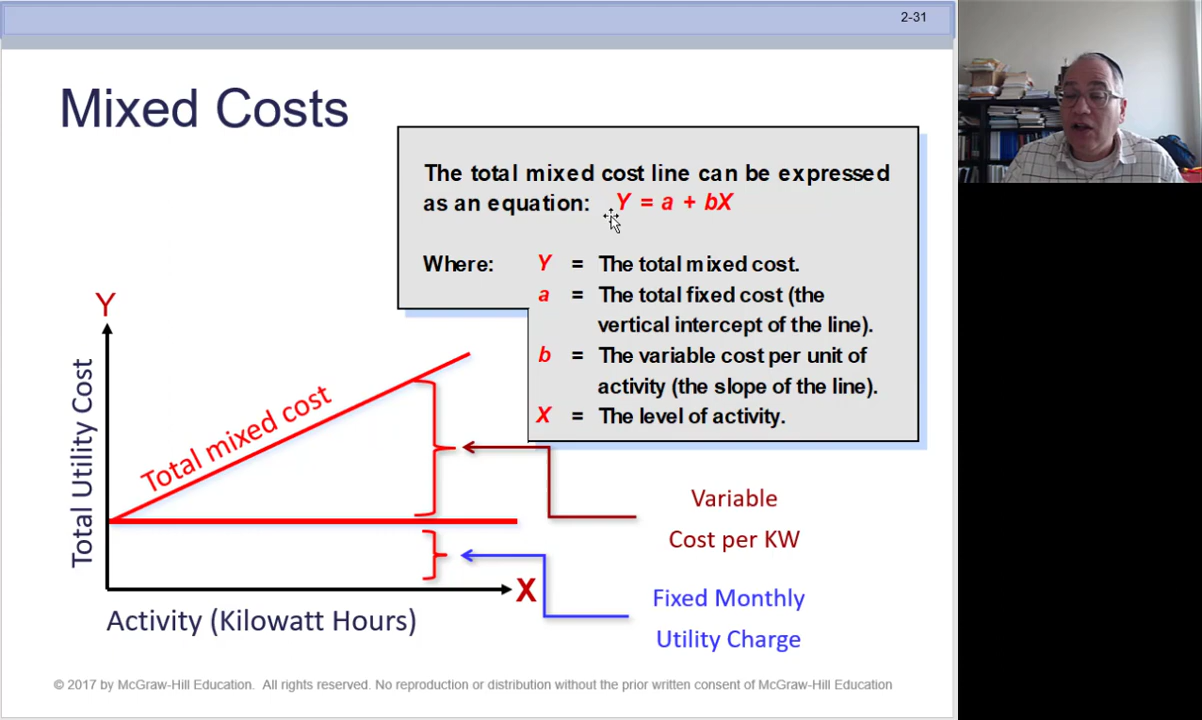 2-31
Mixed Costs
The total mixed cost line can be expressed
as an equation: Y = a + bX
Where: Y = The total mixed cost.
a = The total fixed cost (the
vertical intercept of the line).
b = The variable cost per unit of
activity (the slope of the line).
X = The level of activity.
Y
Total Utility Cost
Total mixed cost
Variable
Cost per KW
X
Fixed Monthly
Utility Charge
Activity (Kilowatt Hours)
© 2017 by McGraw-Hill Education. All rights reserved. No reproduction or distribution without the prior written consent of McGraw-Hill Education